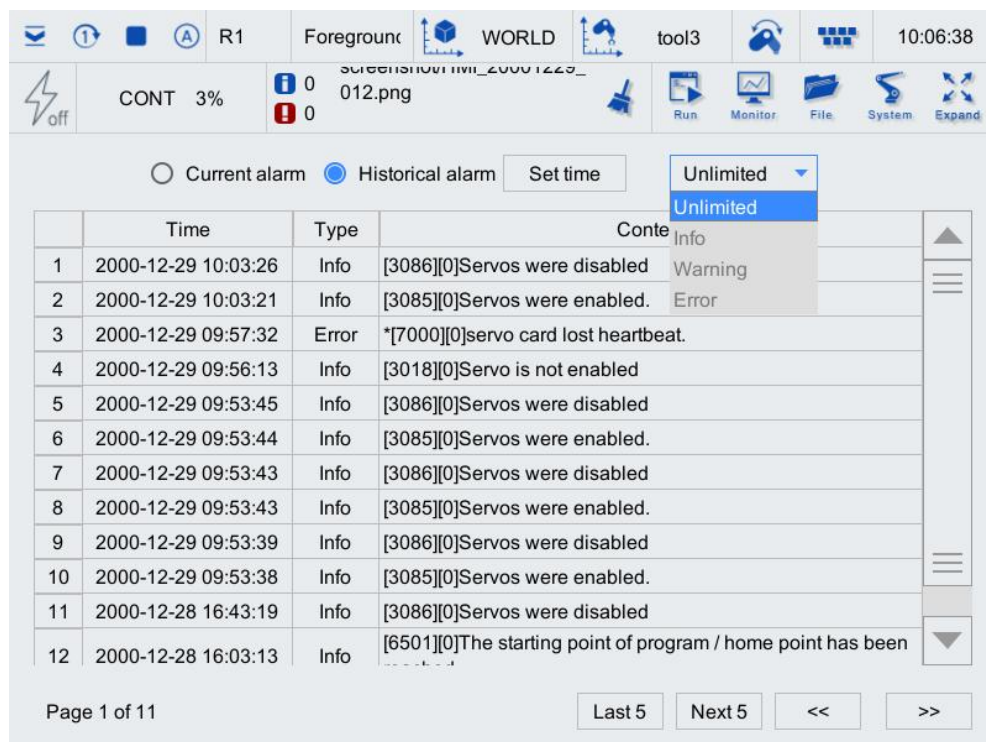 R1 Foregrounc WORLD tool3 10:06:38
off CONT 3% 0 0 012.png Run Monitor File System Expand
Current alarm Historical alarm Set time Unlimited
Unlimited
Info
Warning
Error
Time Type Conte
1 2000-12-29 10:03:26 Info [3086][0]Servos were disabled
2 2000-12-29 10:03:21 Info [3085][0]Servos were enabled.
3 2000-12-29 09:57:32 Error *[7000][0]servo card lost heartbeat.
4 2000-12-29 09:56:13 Info [3018][0]Servo is not enabled
5 2000-12-29 09:53:45 Info [3086][0]Servos were disabled
6 2000-12-29 09:53:44 Info [3085][0]Servos were enabled.
7 2000-12-29 09:53:43 Info [3086][0]Servos were disabled
8 2000-12-29 09:53:43 Info [3085][0]Servos were enabled.
9 2000-12-29 09:53:39 Info [3086][0]Servos were disabled
10 2000-12-29 09:53:38 Info [3085][0]Servos were enabled.
11 2000-12-28 16:43:19 Info [3086][0]Servos were disabled
12 2000-12-28 16:03:13 Info [6501][0]The starting point of program / home point has been
Page 1 of 11 Last 5 Next 5 << >>